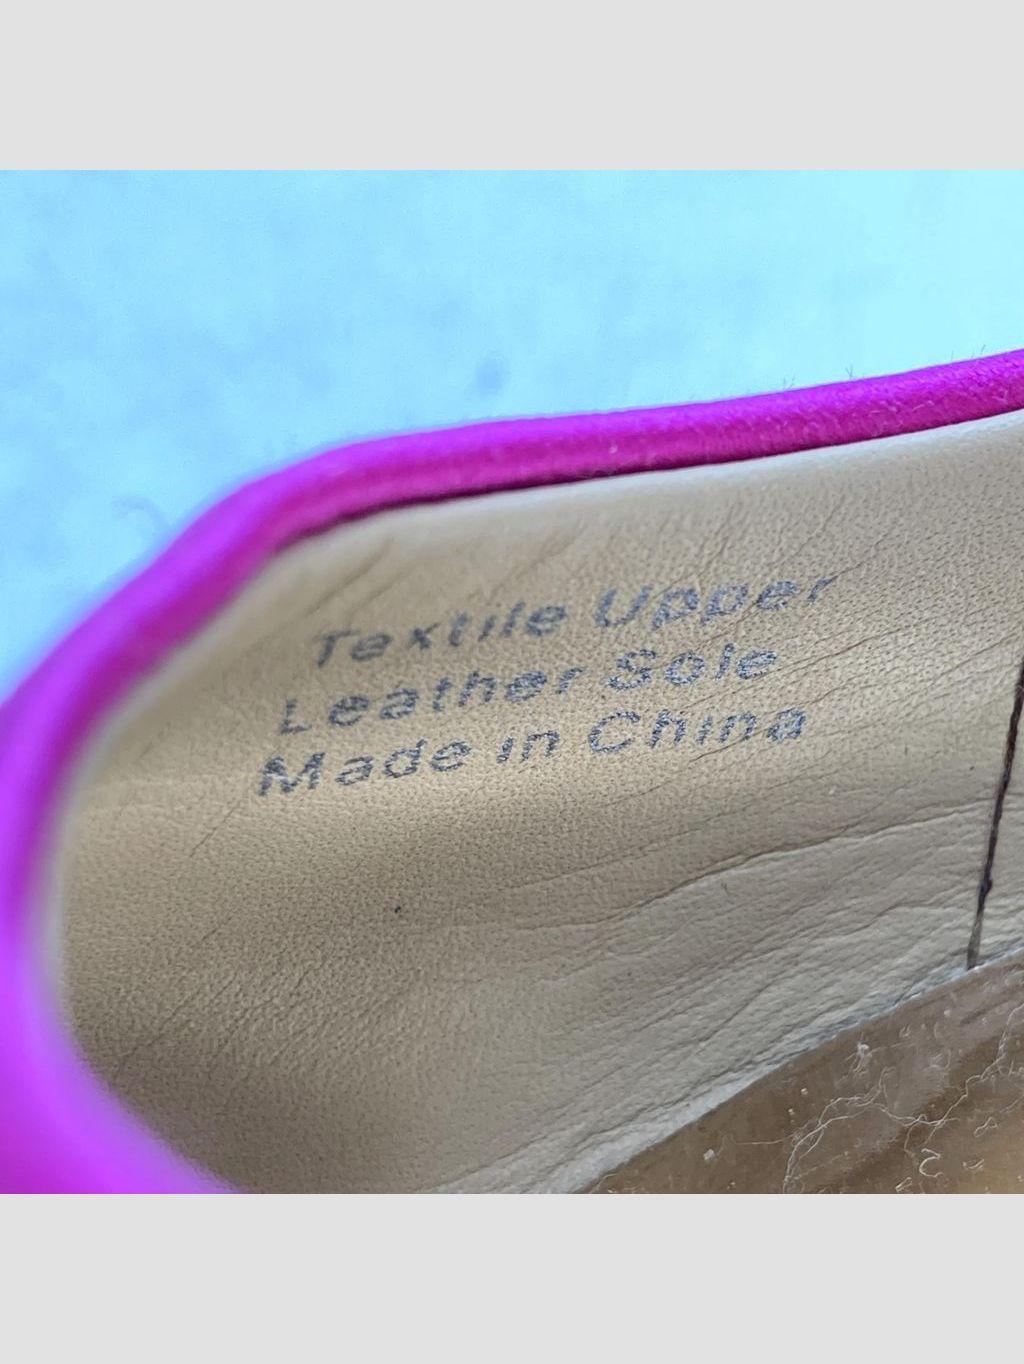 Textile Upper
Leather Sole
Made in China